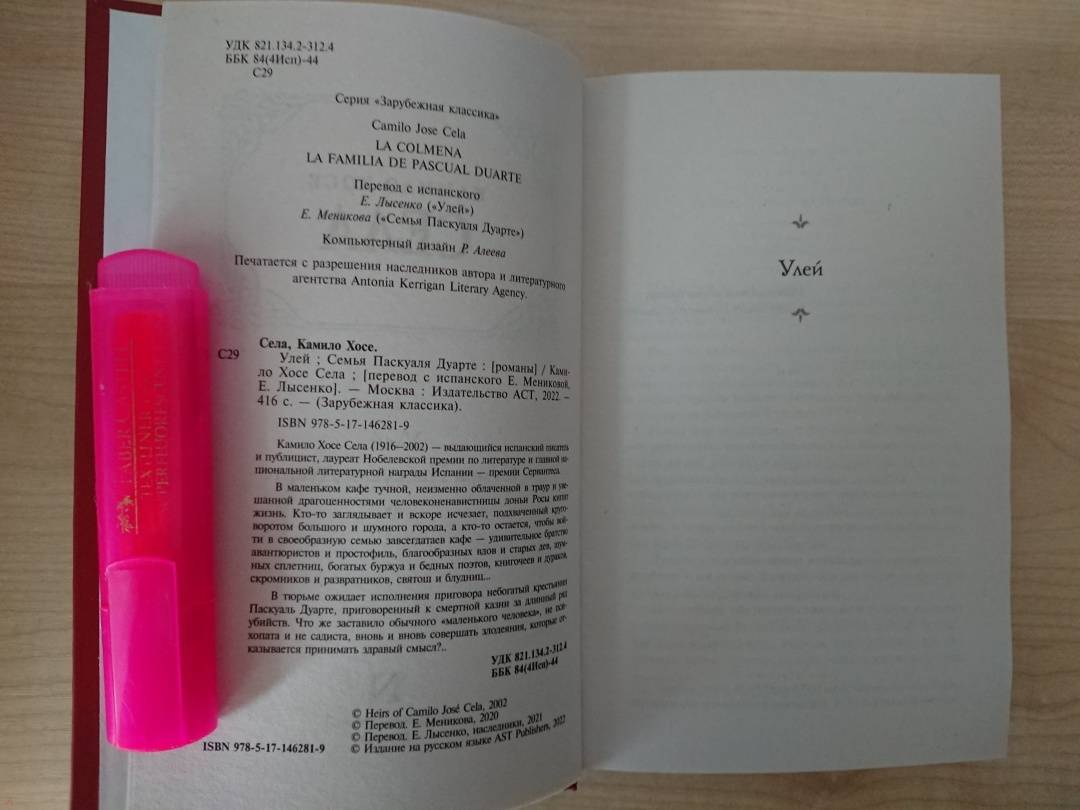 УДК 821.134.2-312.4
ББК 84(4Исп)-44
С29
Серия «Зарубежная классика»
Camilo Jose Cela
LA COLMENA
LA FAMILIA DE PASCUAL DUARTE
Перевод с испанского
Е. Лысенко («Улей»)
Е. Меникова («Семья Паскуаля Дуарте»)
Компьютерный дизайн Р. Алеева
Печатается с разрешения наследников автора и литературного
агентства Antonia Kerrigan Literary Agency.
Села, Камило Хосе.
С29
Улей ; Семья Паскуаля Дуарте : [романы] / Ками-
ло Хосе Села ; [перевод с испанского Е. Мениковой,
Е. Лысенко]. — Москва : Издательство АСТ, 2022. –
416 с. — (Зарубежная классика).
ISBN 978-5-17-146281-9
Камило Хосе Села (1916—2002) — выдающийся испанский писатель
и публицист, лауреат Нобелевской премии по литературе и главной на-
циональной литературной награды Испании — премии Сервантеса.
В маленьком кафе тучной, неизменно облаченной в траур и уве-
шанной драгоценностями человеконенавистницы доньи Росы кипит
жизнь. Кто-то заглядывает и вскоре исчезает, подхваченный круго-
воротом большого и шумного города, а кто-то остается, чтобы вой-
ти в своеобразную семью завсегдатаев кафе — удивительное братство
авантюристов и простофиль, благообразных вдов и старых дев, шум-
ных сплетниц, богатых буржуа и бедных поэтов, книгочеев и дураков,
скромников и развратников, святош и блудниц...
В тюрьме ожидает исполнения приговора небогатый крестьянин
Паскуаль Дуарте, приговоренный к смертной казни за длинный ряд
убийств. Что же заставило обычного «маленького человека», не пси-
хопата и не садиста, вновь и вновь совершать злодеяния, которые от-
казывается принимать здравый смысл?..
УДК 821.134.2-312.4
ББК 84(4Исп)-44
© Heirs of Camilo José Cela, 2002
© Перевод. Е. Меникова, 2020
© Перевод. Е. Лысенко, наследники, 2021
ISBN 978-5-17-146281-9
© Издание на русском языке AST Publishers, 2022
Улей
FABER-CASTELL
TEXTLINER
SUPERFLUORESCENT